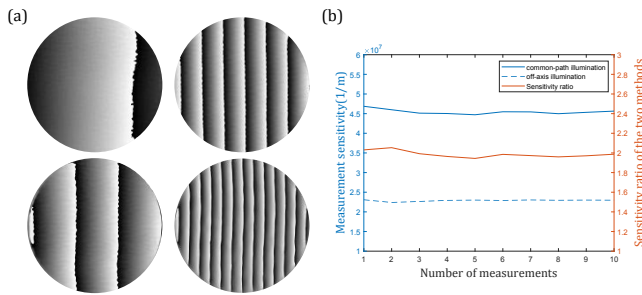 (a)
(b)
×10⁷
6
5.5
5
4.5
4
3.5
3
2.5
2
1.5
1
Measurement sensitivity(1/m)
common-path illumination
off-axis illumination
Sensitivity ratio
3
2.8
2.6
2.4
2.2
2
1.8
1.6
1.4
1.2
1
Sensitivity ratio of the two methods
1 2 3 4 5 6 7 8 9 10
Number of measurements